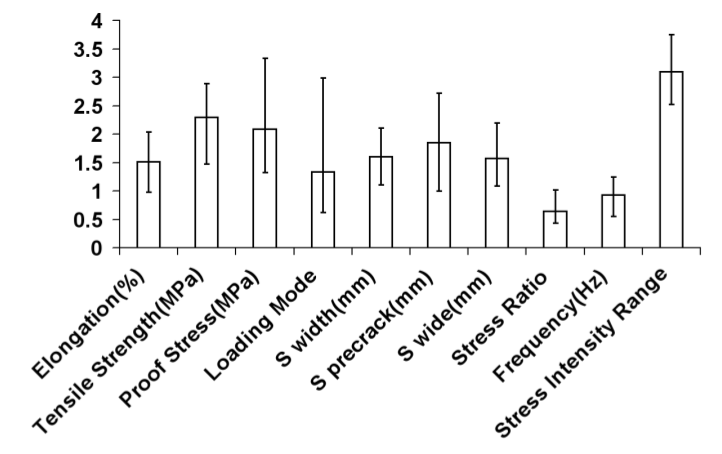 4
3.5
3
2.5
2
1.5
1
0.5
0
Elongation(%)
Tensile Strength(MPa)
Proof Stress(MPa)
Loading Mode
S width(mm)
S precrack(mm)
S wide(mm)
Stress Ratio
Frequency(Hz)
Stress Intensity Range